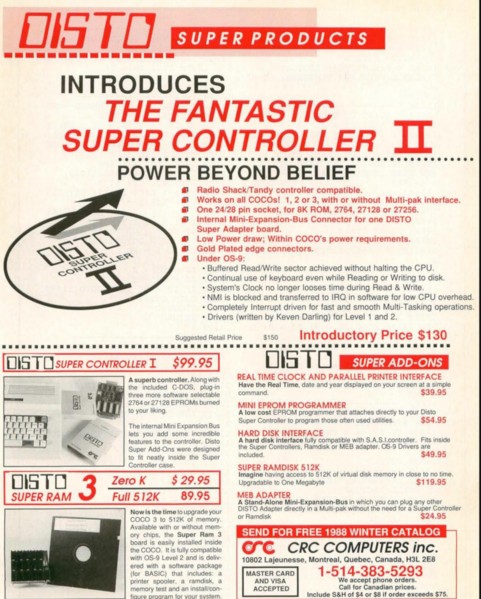 DISTO SUPER PRODUCTS
INTRODUCES
THE FANTASTIC
SUPER CONTROLLER II
POWER BEYOND BELIEF
Radio Shack/Tandy controller compatible.
Works on all COCOs! 1, 2 or 3, with or without Multi-pak interface.
One 24/28 pin socket, for 8K ROM, 2764, 27128 or 27256.
Internal Mini-Expansion-Bus Connector for one DISTO
Super Adapter board.
Low Power draw; Within COCO's power requirements.
Gold Plated edge connectors.
Under OS-9:
• Buffered Read/Write sector achieved without halting the CPU.
• Continual use of keyboard even while Reading or Writing to disk.
• System's Clock no longer looses time during Read & Write.
• NMI is blocked and transferred to IRQ in software for low CPU overhead.
• Completely Interrupt driven for fast and smooth Multi-Tasking operations.
• Drivers (written by Keven Darling) for Level 1 and 2.
DISTO
SUPER
CONTROLLER
II
Suggested Retail Price $150 Introductory Price $130
DISTO SUPER CONTROLLER I $99.95
A superb controller. Along with
the included C-DOS, plug-in
three more software selectable
2764 or 27128 EPROMs burned
to your liking.
The internal Mini Expansion Bus
lets you add some incredible
features to the controller. Disto
Super Add-Ons were designed
to fit neatly inside the Super
Controller case.
DISTO
SUPER RAM 3
Zero K $ 29.95
Full 512K 89.95
Now is the time to upgrade your
COCO 3 to 512K of memory.
Available with or without mem-
ory chips, the Super Ram 3
board is easily installed inside
the COCO. It is fully compatible
with OS-9 Level 2 and is deliv-
ered with a software package
(for BASIC) that includes: a
printer spooler, a ramdisk, a
memory test and an install/con-
figure program for your system.
DISTO SUPER ADD-ONS
REAL TIME CLOCK AND PARALLEL PRINTER INTERFACE
Have the Real Time, date and year displayed on your screen at a simple
command. $39.95
MINI EPROM PROGRAMMER
A low cost EPROM programmer that attaches directly to your Disto
Super Controller to program those often used utilities. $54.95
HARD DISK INTERFACE
A hard disk interface fully compatible with S.A.S.I.controller. Fits inside
the Super Controllers, Ramdisk or MEB adapter. OS-9 Drivers are
included. $49.95
SUPER RAMDISK 512K
Imagine having access to 512K of virtual disk memory in close to no time.
Upgradable to One Megabyte $119.95
MEB ADAPTER
A Stand-Alone Mini-Expansion-Bus in which you can plug any other
DISTO Adapter directly in a Multi-pak without the need for a Super Controller
or Ramdisk $24.95
SEND FOR FREE 1988 WINTER CATALOG
CRC CRC COMPUTERS inc.
10802 Lajeunesse, Montreal, Quebec, Canada, H3L 2E8
MASTER CARD
AND VISA
ACCEPTED
1-514-383-5293
We accept phone orders.
Call for Canadian prices.
Include S&H of $4 or $8 if order exceeds $75.